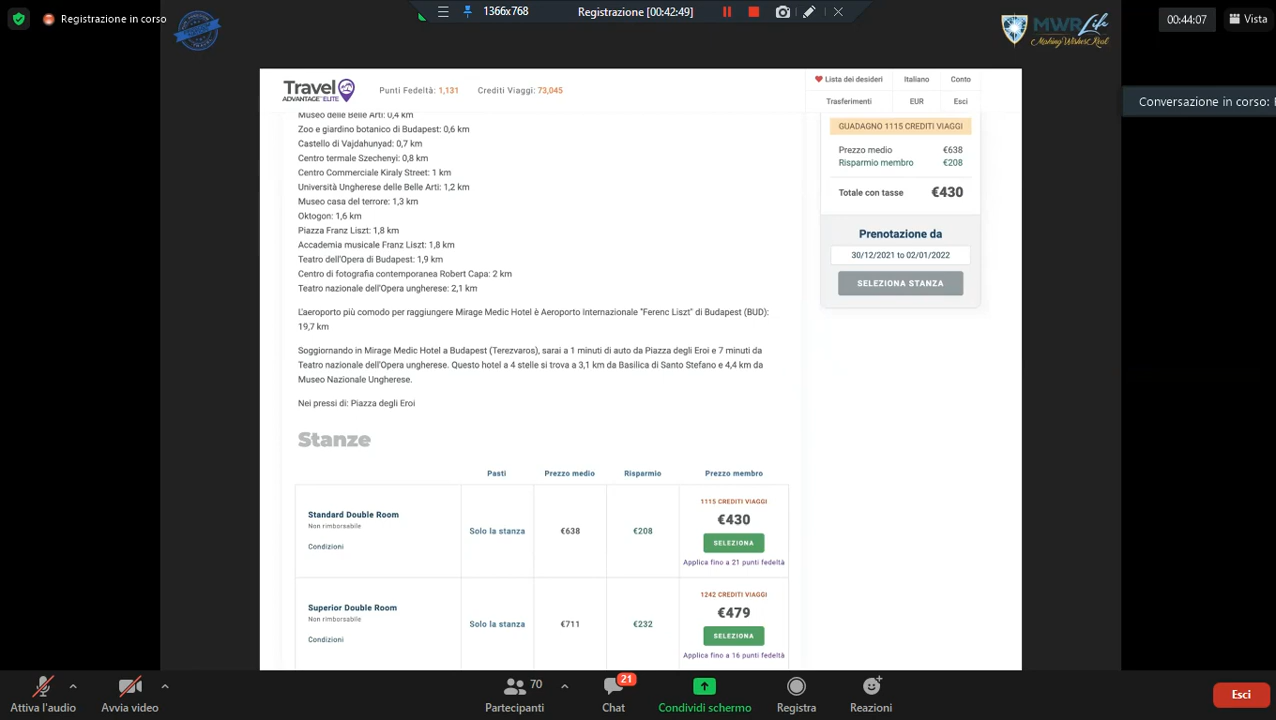 Registrazione in corso
1366x768
Registrazione [00:42:49]
MWR Life
Making Wishes Real
00:44:07
Vista
Conversazione in corso:
Travel
ADVANTAGE ELITE
Punti Fedeltà: 1,131
Crediti Viaggi: 73,045
Lista dei desideri
Italiano
Conto
Trasferimenti
EUR
Esci
Museo delle Belle Arti: 0,4 km
Zoo e giardino botanico di Budapest: 0,6 km
Castello di Vajdahunyad: 0,7 km
Centro termale Szechenyi: 0,8 km
Centro Commerciale Kiraly Street: 1 km
Università Ungherese delle Belle Arti: 1,2 km
Museo casa del terrore: 1,3 km
Oktogon: 1,6 km
Piazza Franz Liszt: 1,8 km
Accademia musicale Franz Liszt: 1,8 km
Teatro dell'Opera di Budapest: 1,9 km
Centro di fotografia contemporanea Robert Capa: 2 km
Teatro nazionale dell'Opera ungherese: 2,1 km
L'aeroporto più comodo per raggiungere Mirage Medic Hotel è Aeroporto Internazionale "Ferenc Liszt" di Budapest (BUD):
19,7 km
Soggiornando in Mirage Medic Hotel a Budapest (Terezvaros), sarai a 1 minuti di auto da Piazza degli Eroi e 7 minuti da
Teatro nazionale dell'Opera ungherese. Questo hotel a 4 stelle si trova a 3,1 km da Basilica di Santo Stefano e 4,4 km da
Museo Nazionale Ungherese.
Nei pressi di: Piazza degli Eroi
GUADAGNO 1115 CREDITI VIAGGI
Prezzo medio €638
Risparmio membro €208
Totale con tasse €430
Prenotazione da
30/12/2021 to 02/01/2022
SELEZIONA STANZA
Stanze
Pasti Prezzo medio Risparmio Prezzo membro
Standard Double Room
Non rimborsabile
Condizioni
Solo la stanza
€638
€208
1115 CREDITI VIAGGI
€430
SELEZIONA
Applica fino a 21 punti fedeltà
Superior Double Room
Non rimborsabile
Condizioni
Solo la stanza
€711
€232
1242 CREDITI VIAGGI
€479
SELEZIONA
Applica fino a 16 punti fedeltà
Attiva l'audio
Avvia video
70
Partecipanti
21
Chat
Condividi schermo
Registra
Reazioni
Esci